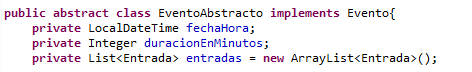 public abstract class EventoAbstracto implements Evento{
private LocalDateTime fechaHora;
private Integer duracionEnMinutos;
private List<Entrada> entradas = new ArrayList<Entrada>();